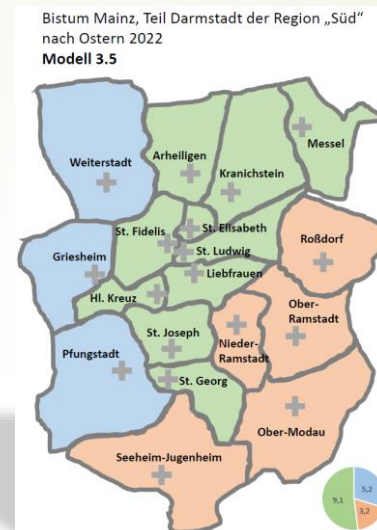 Bistum Mainz, Teil Darmstadt der Region „Süd“
nach Ostern 2022
Modell 3.5
Messel
Weiterstadt
Arheiligen
Kranichstein
St. Fidelis
St. Elisabeth
Roßdorf
St. Ludwig
Griesheim
Liebfrauen
Hl. Kreuz
Ober-
Ramstadt
St. Joseph
Nieder-
Ramstadt
Pfungstadt
St. Georg
Ober-Modau
Seeheim-Jugenheim
9,1
5,2
3,2